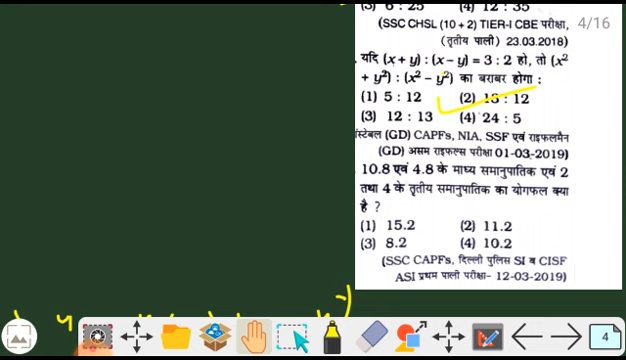 (3) 6 : 25 (4) 12 : 35
(SSC CHSL (10 + 2) TIER-I CBE परीक्षा,
(तृतीय पाली) 23.03.2018)
. यदि (x + y) : (x – y) = 3 : 2 हो, तो (x²
+ y²) : (x² – y²) का बराबर होगा :
(1) 5 : 12 (2) 13 : 12
(3) 12 : 13 (4) 24 : 5
ांस्टेबल (GD) CAPFs, NIA, SSF एवं राइफलमैन
(GD) असम राइफल्स परीक्षा 01-03-2019)
. 10.8 एवं 4.8 के माध्य समानुपातिक एवं 2
तथा 4 के तृतीय समानुपातिक का योगफल क्या
है ?
(1) 15.2 (2) 11.2
(3) 8.2 (4) 10.2
(SSC CAPFs, दिल्ली पुलिस SI व CISF
ASI प्रथम पाली परीक्षा- 12-03-2019)
4/16
4